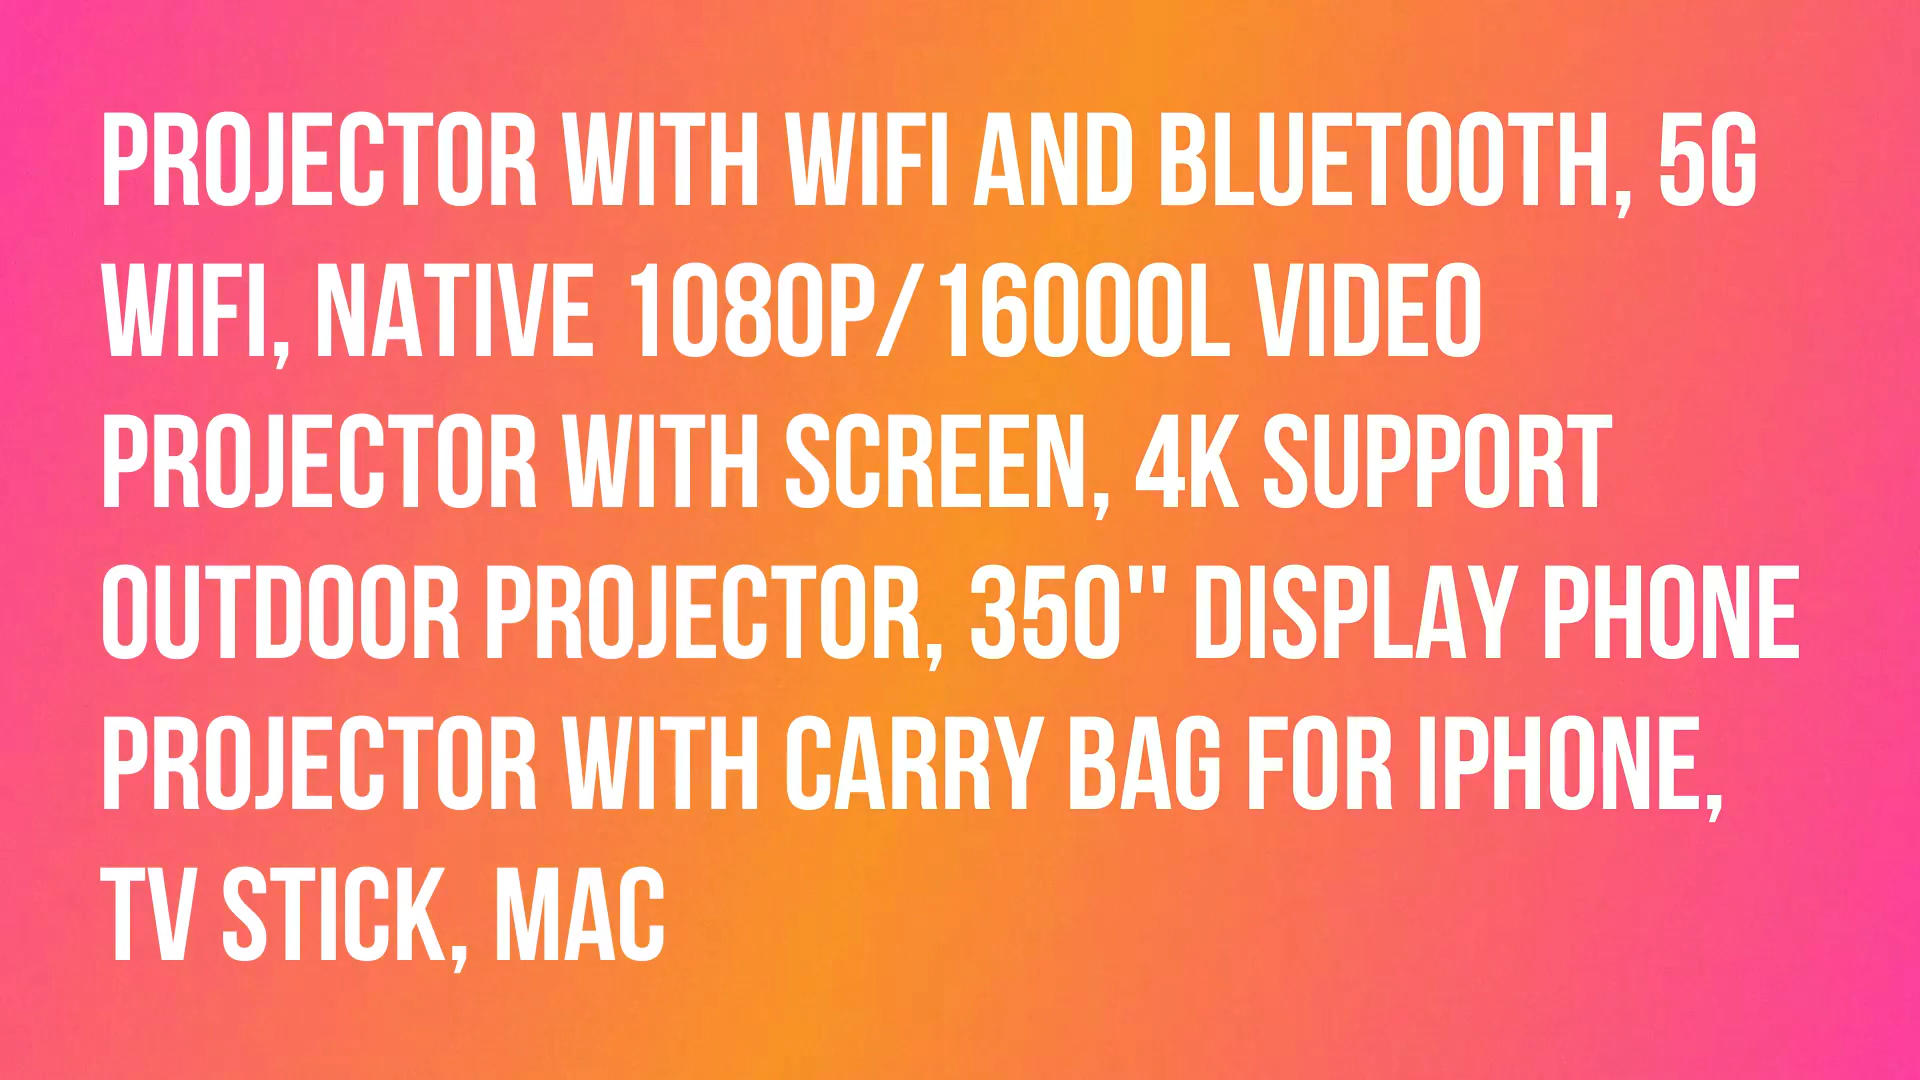 PROJECTOR WITH WIFI AND BLUETOOTH, 5G
WIFI, NATIVE 1080P/16000L VIDEO
PROJECTOR WITH SCREEN, 4K SUPPORT
OUTDOOR PROJECTOR, 350" DISPLAY PHONE
PROJECTOR WITH CARRY BAG FOR IPHONE,
TV STICK, MAC